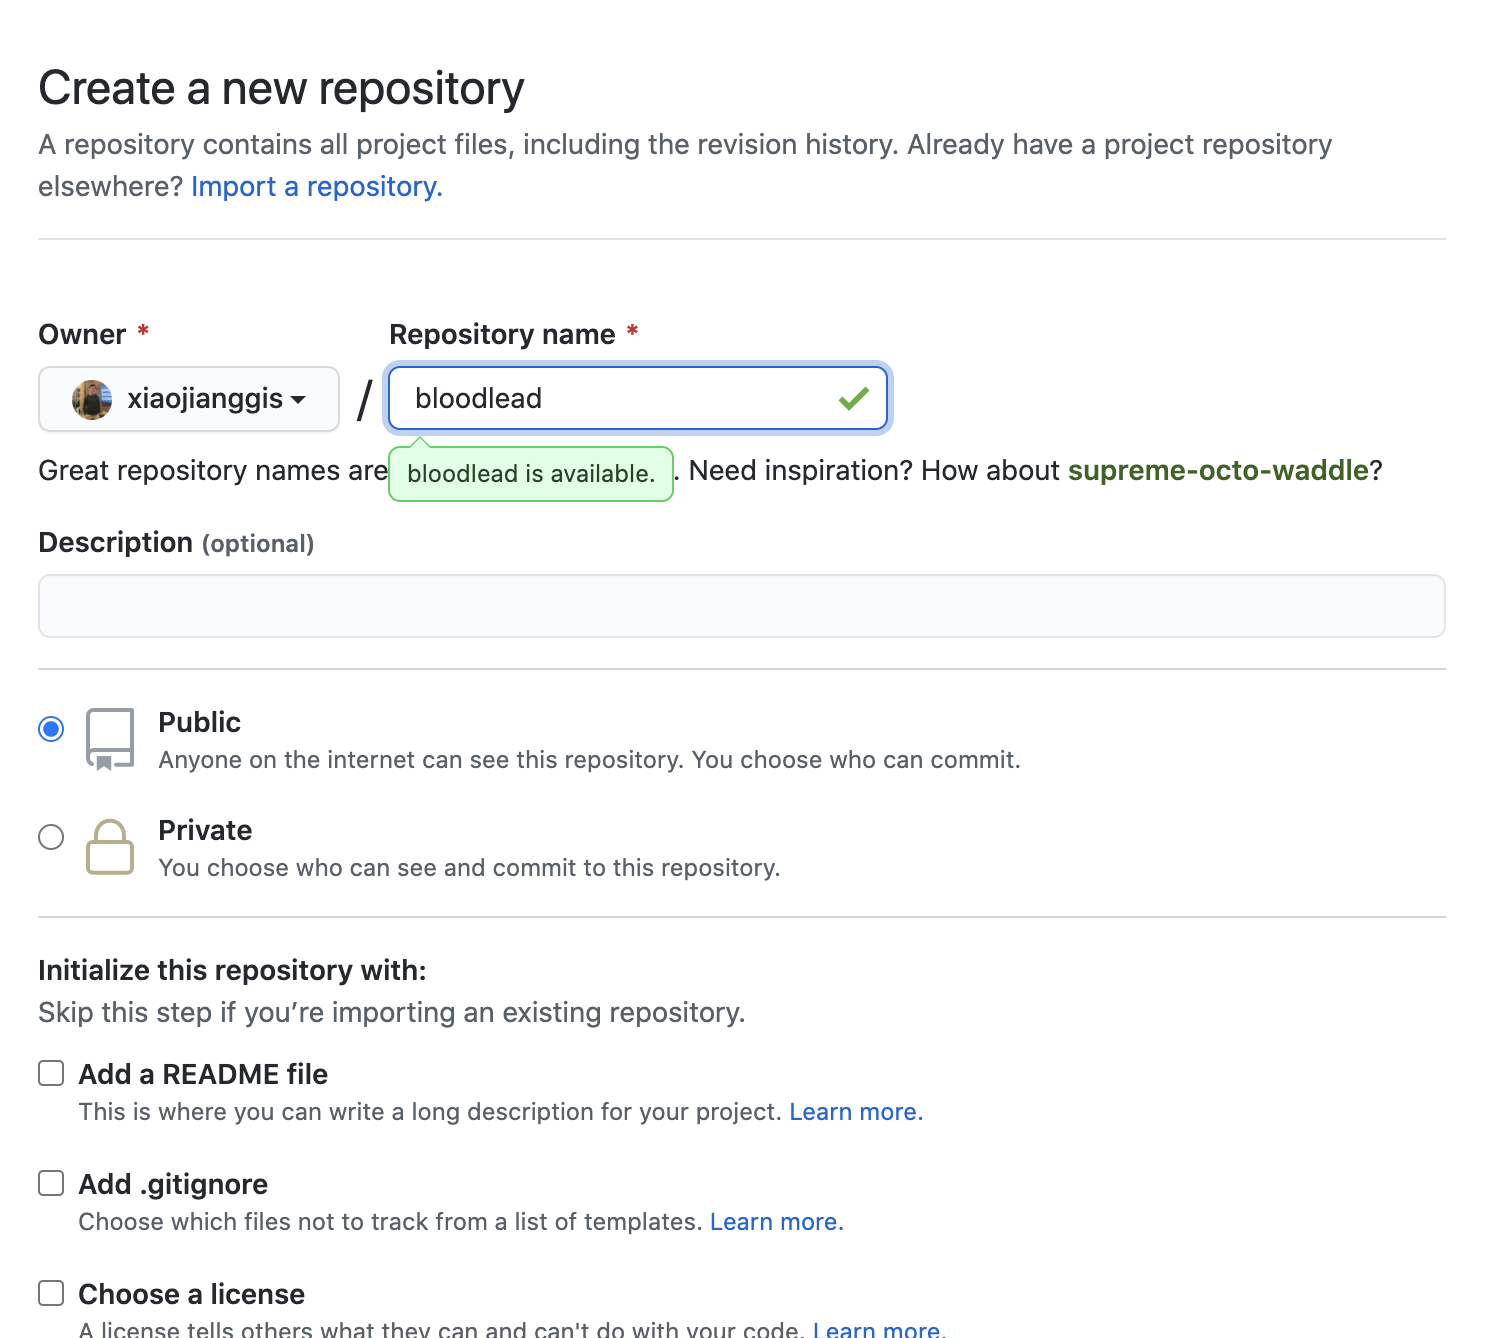 Create a new repository
A repository contains all project files, including the revision history. Already have a project repository
elsewhere? Import a repository.
Owner *
Repository name *
xiaojianggis
/
bloodlead
Great repository names are
bloodlead is available.
. Need inspiration? How about supreme-octo-waddle?
Description (optional)
Public
Anyone on the internet can see this repository. You choose who can commit.
Private
You choose who can see and commit to this repository.
Initialize this repository with:
Skip this step if you’re importing an existing repository.
Add a README file
This is where you can write a long description for your project. Learn more.
Add .gitignore
Choose which files not to track from a list of templates. Learn more.
Choose a license
A license tells others what they can and can't do with your code. Learn more.